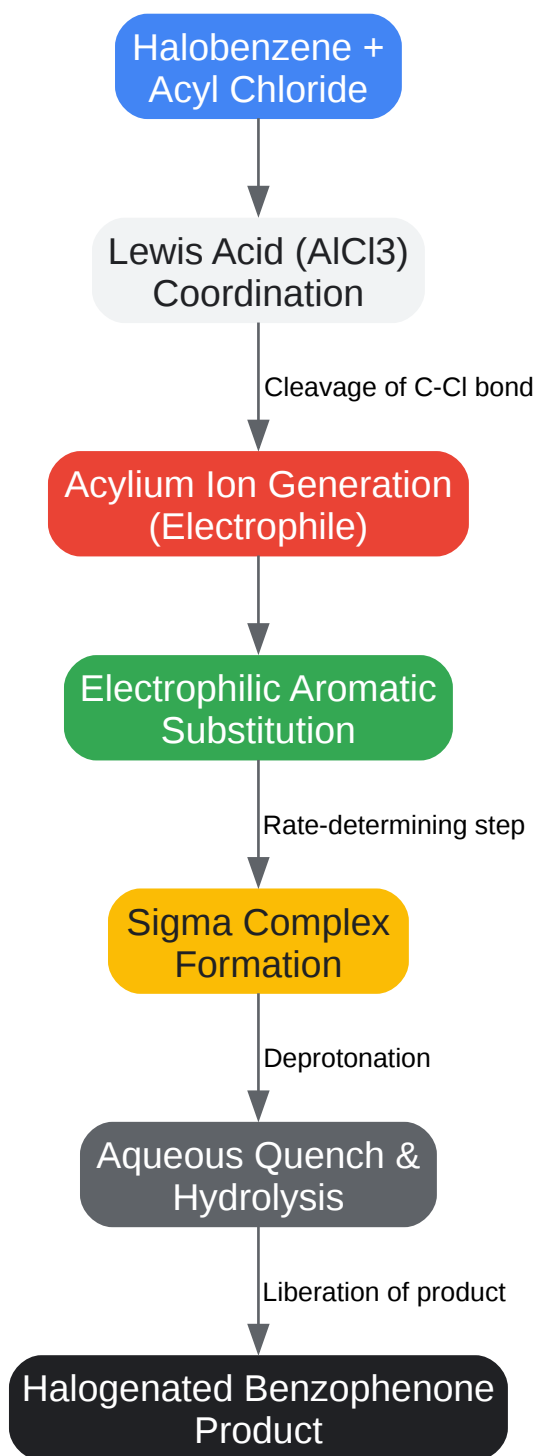 Halobenzene +
Acyl Chloride
Lewis Acid (AlCl3)
Coordination
Cleavage of C-Cl bond
Acylium Ion Generation
(Electrophile)
Electrophilic Aromatic
Substitution
Rate-determining step
Sigma Complex
Formation
Deprotonation
Aqueous Quench &
Hydrolysis
Liberation of product
Halogenated Benzophenone
Product